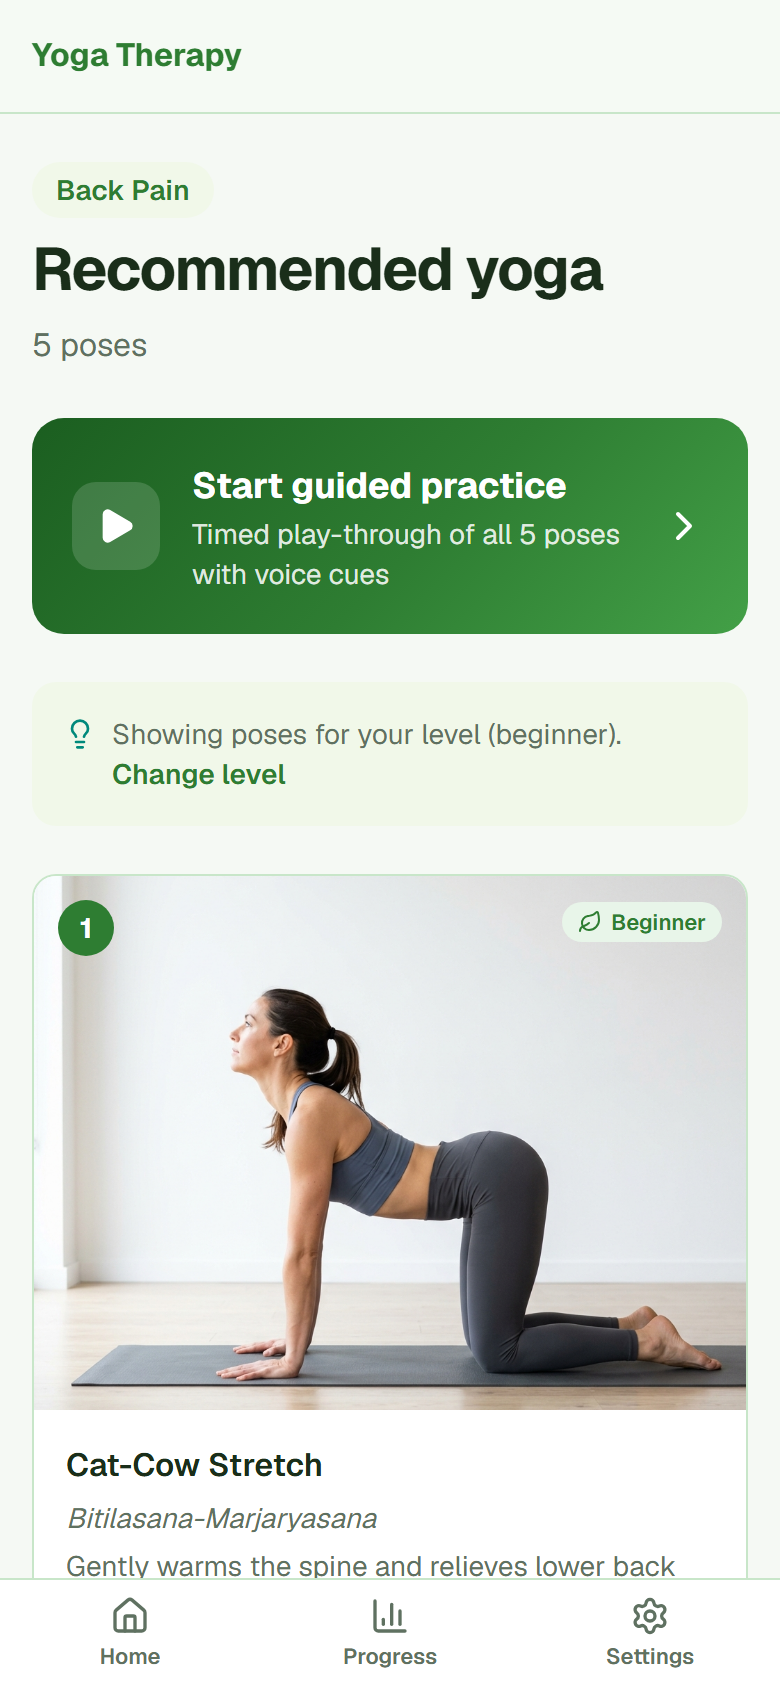 Yoga Therapy
Back Pain
Recommended yoga
5 poses
Start guided practice
Timed play-through of all 5 poses
with voice cues
Showing poses for your level (beginner).
Change level
1
Beginner
Cat-Cow Stretch
Bitilasana-Marjaryasana
Gently warms the spine and relieves lower back
Home
Progress
Settings